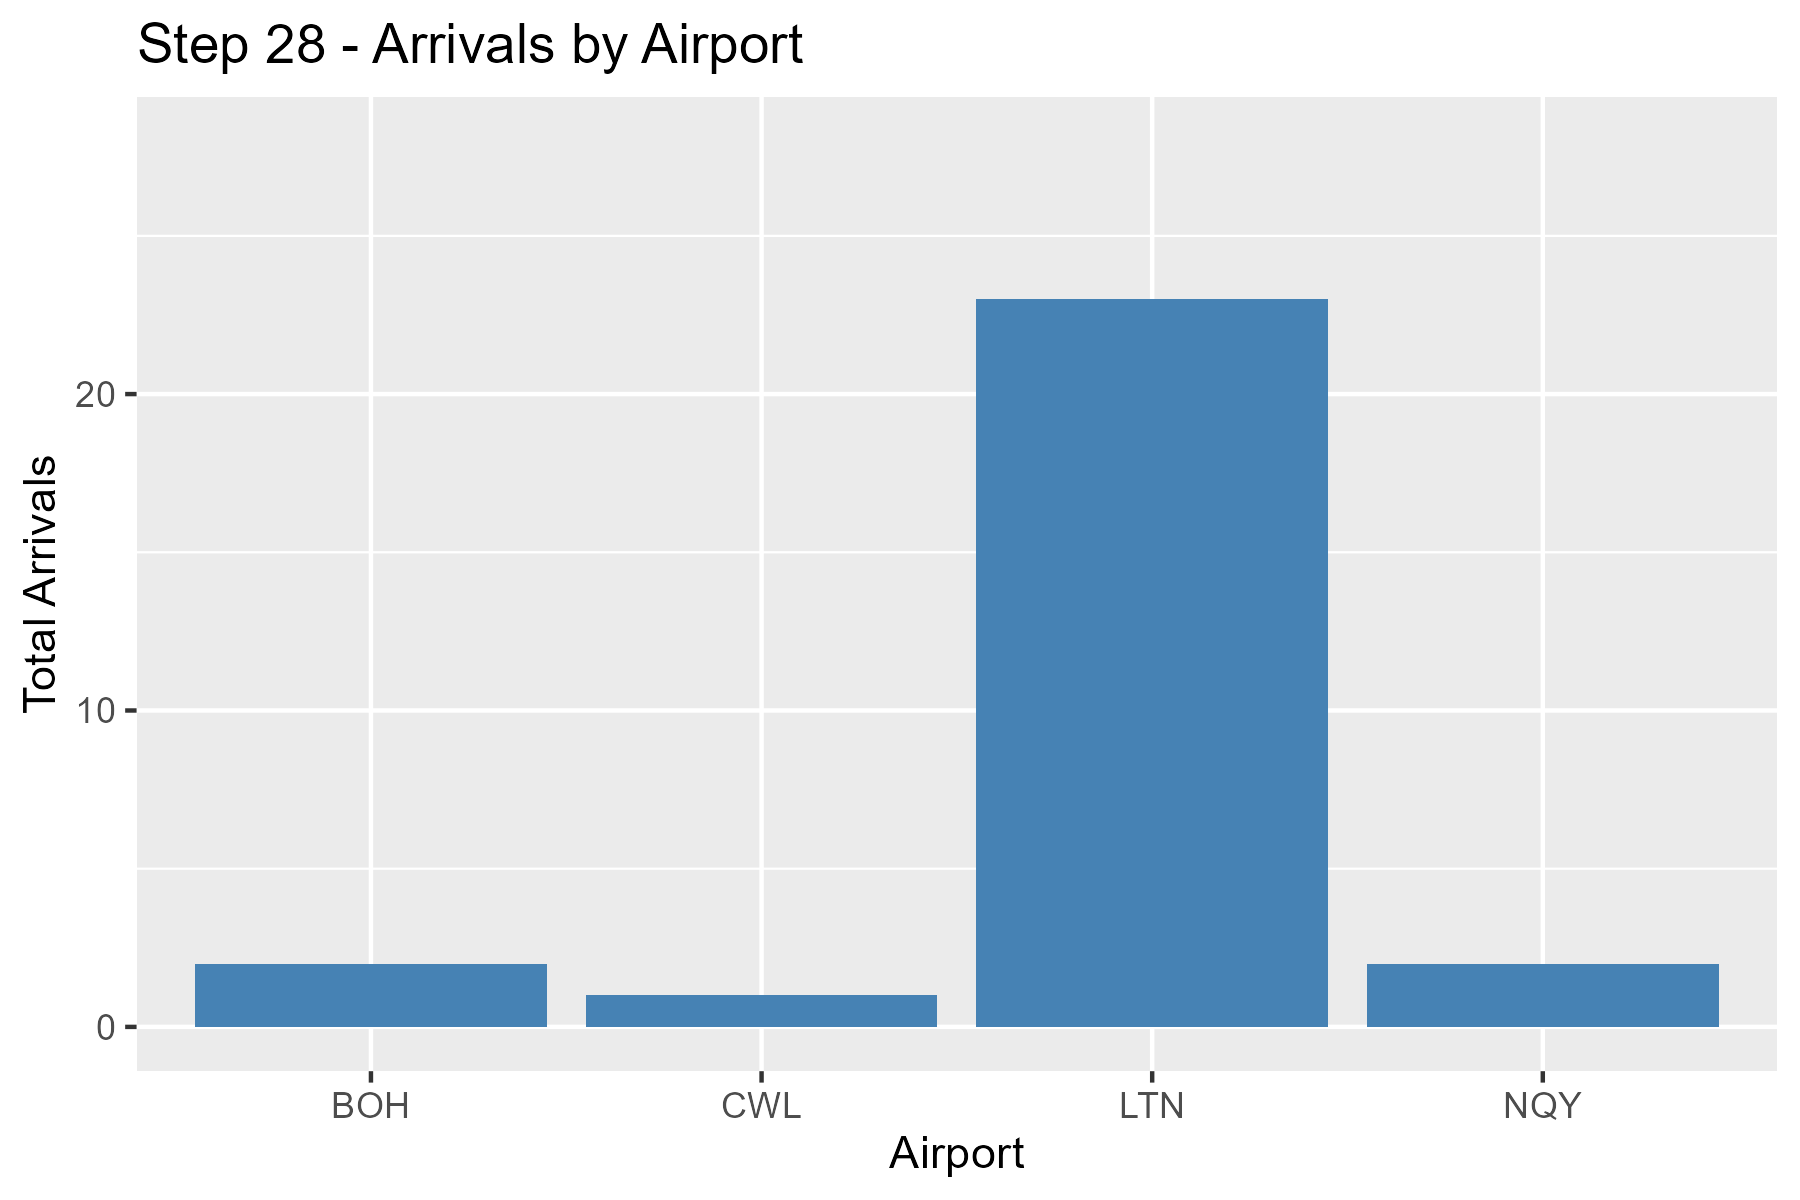 Step 28 - Arrivals by Airport
Total Arrivals
20
10
0
BOH CWL LTN NQY
Airport